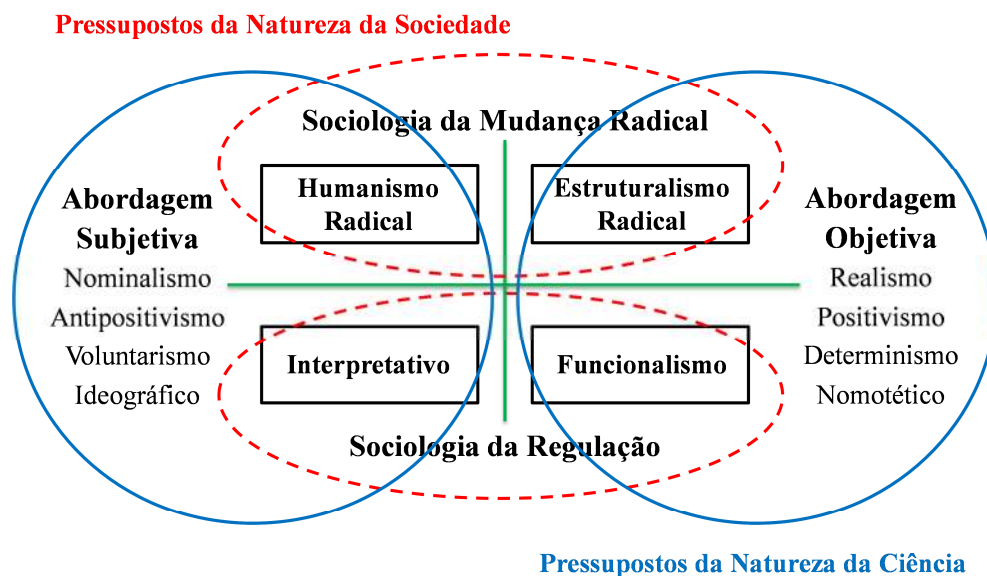 Pressupostos da Natureza da Sociedade
Sociologia da Mudança Radical
Humanismo
Radical
Estruturalismo
Radical
Abordagem
Subjetiva
Nominalismo
Antipositivismo
Voluntarismo
Ideográfico
Abordagem
Objetiva
Realismo
Positivismo
Determinismo
Nomotético
Interpretativo
Funcionalismo
Sociologia da Regulação
Pressupostos da Natureza da Ciência